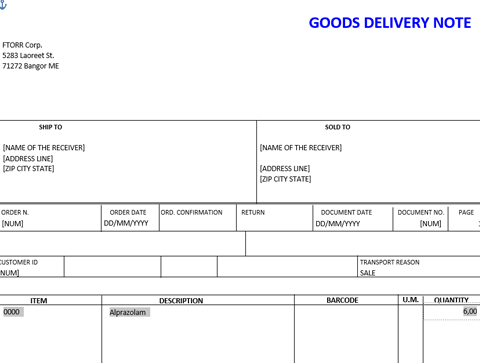 GOODS DELIVERY NOTE
FTORR Corp.
5283 Laoreet St.
71272 Bangor ME
SHIP TO SOLD TO
[NAME OF THE RECEIVER] [NAME OF THE RECEIVER]
[ADDRESS LINE] [ADDRESS LINE]
[ZIP CITY STATE] [ZIP CITY STATE]
ORDER N. ORDER DATE ORD. CONFIRMATION RETURN DOCUMENT DATE DOCUMENT NO. PAGE
[NUM] DD/MM/YYYY DD/MM/YYYY [NUM]
CUSTOMER ID TRANSPORT REASON
NUM] SALE
ITEM DESCRIPTION BARCODE U.M. QUANTITY
0000 Alprazolam 6,00